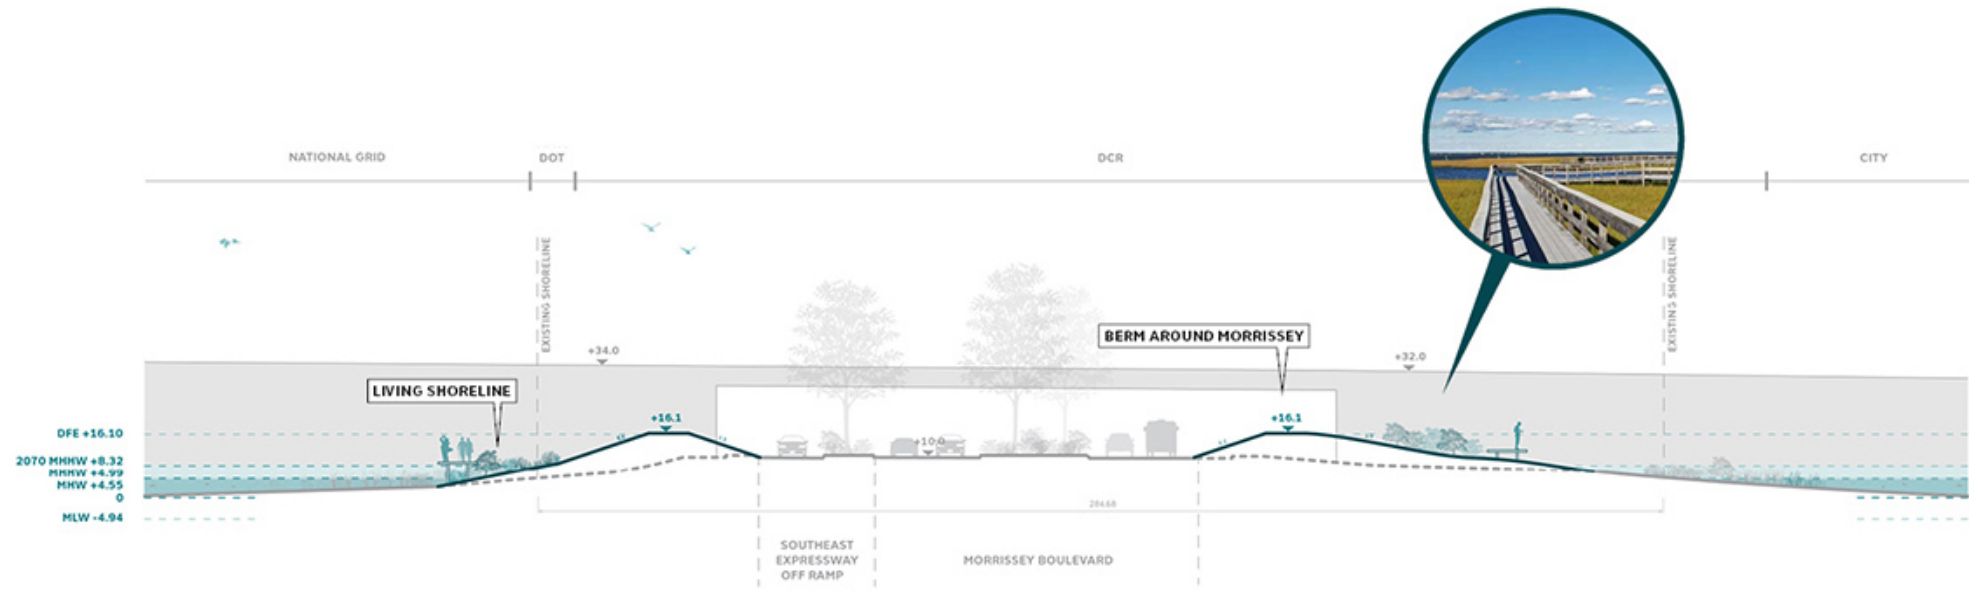 NATIONAL GRID
DOT
DCR
CITY
EXISTING SHORELINE
EXISTING SHORELINE
+34.0
BERM AROUND MORRISSEY
+32.0
LIVING SHORELINE
+16.1
+16.1
DFE +16.10
+10.0
2070 MHHW +8.32
MHHW +4.99
MHW +4.55
0
MLW -4.94
284.68
SOUTHEAST
EXPRESSWAY
OFF RAMP
MORRISSEY BOULEVARD